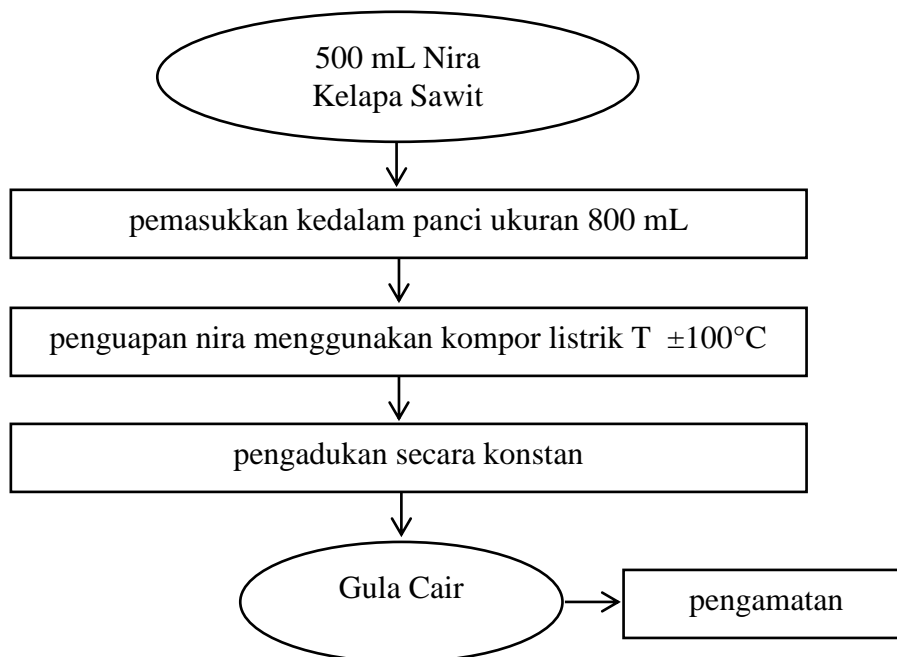 500 mL Nira
Kelapa Sawit
pemasukkan kedalam panci ukuran 800 mL
penguapan nira menggunakan kompor listrik T ±100°C
pengadukan secara konstan
Gula Cair
pengamatan